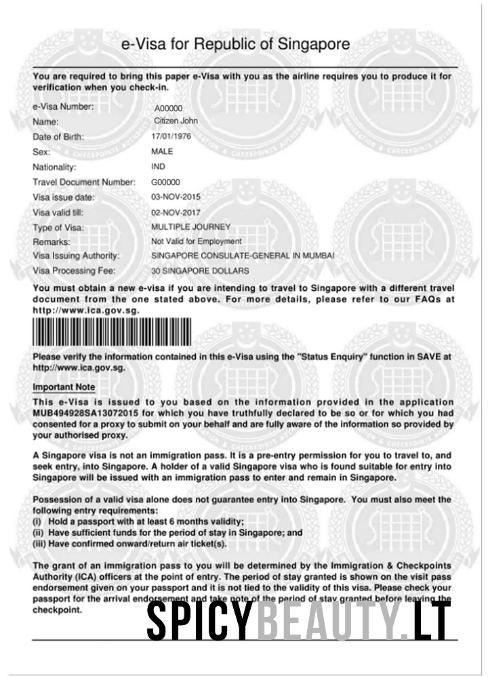 e-Visa for Republic of Singapore
You are required to bring this paper e-Visa with you as the airline requires you to produce it for
verification when you check-in.
e-Visa Number: A00000
Name: Citizen John
Date of Birth: 17/01/1976
Sex: MALE
Nationality: IND
Travel Document Number: G00000
Visa issue date: 03-NOV-2015
Visa valid till: 02-NOV-2017
Type of Visa: MULTIPLE JOURNEY
Remarks: Not Valid for Employment
Visa Issuing Authority: SINGAPORE CONSULATE-GENERAL IN MUMBAI
Visa Processing Fee: 30 SINGAPORE DOLLARS
You must obtain a new e-visa if you are intending to travel to Singapore with a different travel
document from the one stated above. For more details, please refer to our FAQs at
http://www.ica.gov.sg.
Please verify the information contained in this e-Visa using the "Status Enquiry" function in SAVE at
http://www.ica.gov.sg.
Important Note
This e-Visa is issued to you based on the information provided in the application
MUB494928SA13072015 for which you have truthfully declared to be so or for which you had
consented for a proxy to submit on your behalf and are fully aware of the information so provided by
your authorised proxy.
A Singapore visa is not an immigration pass. It is a pre-entry permission for you to travel to, and
seek entry, into Singapore. A holder of a valid Singapore visa who is found suitable for entry into
Singapore will be issued with an immigration pass to enter and remain in Singapore.
Possession of a valid visa alone does not guarantee entry into Singapore. You must also meet the
following entry requirements:
(i) Hold a passport with at least 6 months validity;
(ii) Have sufficient funds for the period of stay in Singapore; and
(iii) Have confirmed onward/return air ticket(s).
The grant of an immigration pass to you will be determined by the Immigration & Checkpoints
Authority (ICA) officers at the point of entry. The period of stay granted is shown on the visit pass
endorsement given on your passport and it is not tied to the validity of this visa. Please check your
passport for the arrival endorsement and take note of the period of stay granted before leaving the
checkpoint.
SPICYBEAUTY.LT